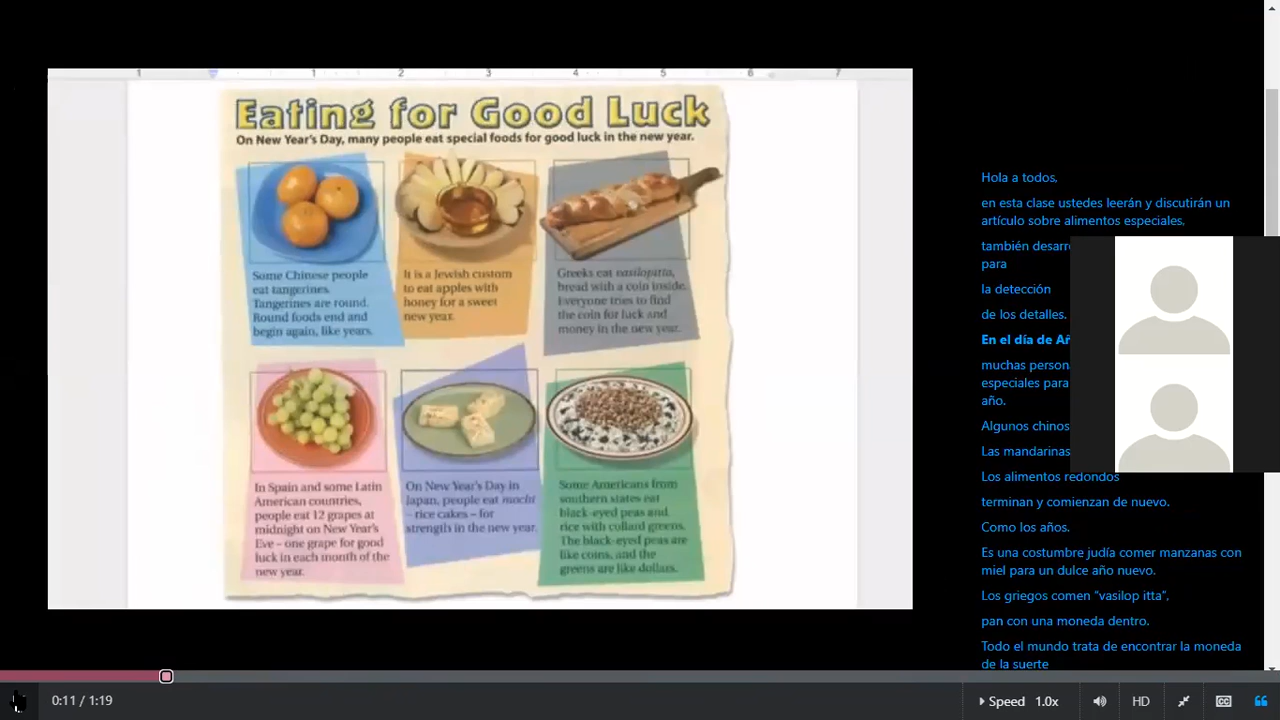 1 1 2 3 4 5 6 7
Eating for Good Luck
On New Year's Day, many people eat special foods for good luck in the new year.
Some Chinese people
eat tangerines.
Tangerines are round.
Round foods end and
begin again, like years.
It is a Jewish custom
to eat apples with
honey for a sweet
new year.
Greeks eat vasilopitta,
bread with a coin inside.
Everyone tries to find
the coin for luck and
money in the new year.
In Spain and some Latin
American countries,
people eat 12 grapes at
midnight on New Year's
Eve – one grape for good
luck in each month of the
new year.
On New Year's Day in
Japan, people eat mochi
– rice cakes – for
strength in the new year.
Some Americans from
southern states eat
black-eyed peas and
rice with collard greens.
The black-eyed peas are
like coins, and the
greens are like dollars.
Hola a todos,
en esta clase ustedes leerán y discutirán un
artículo sobre alimentos especiales,
también
para
la detección
de los detalles.
En el día de
muchas
especiales para
año.
Algunos chinos
Las mandarinas
Los alimentos redondos
terminan y comienzan de nuevo.
Como los años.
Es una costumbre judía comer manzanas con
miel para un dulce año nuevo.
Los griegos comen “vasilop itta”,
pan con una moneda dentro.
Todo el mundo trata de encontrar la moneda
de la suerte
0:11 / 1:19
Speed 1.0x
HD
CC